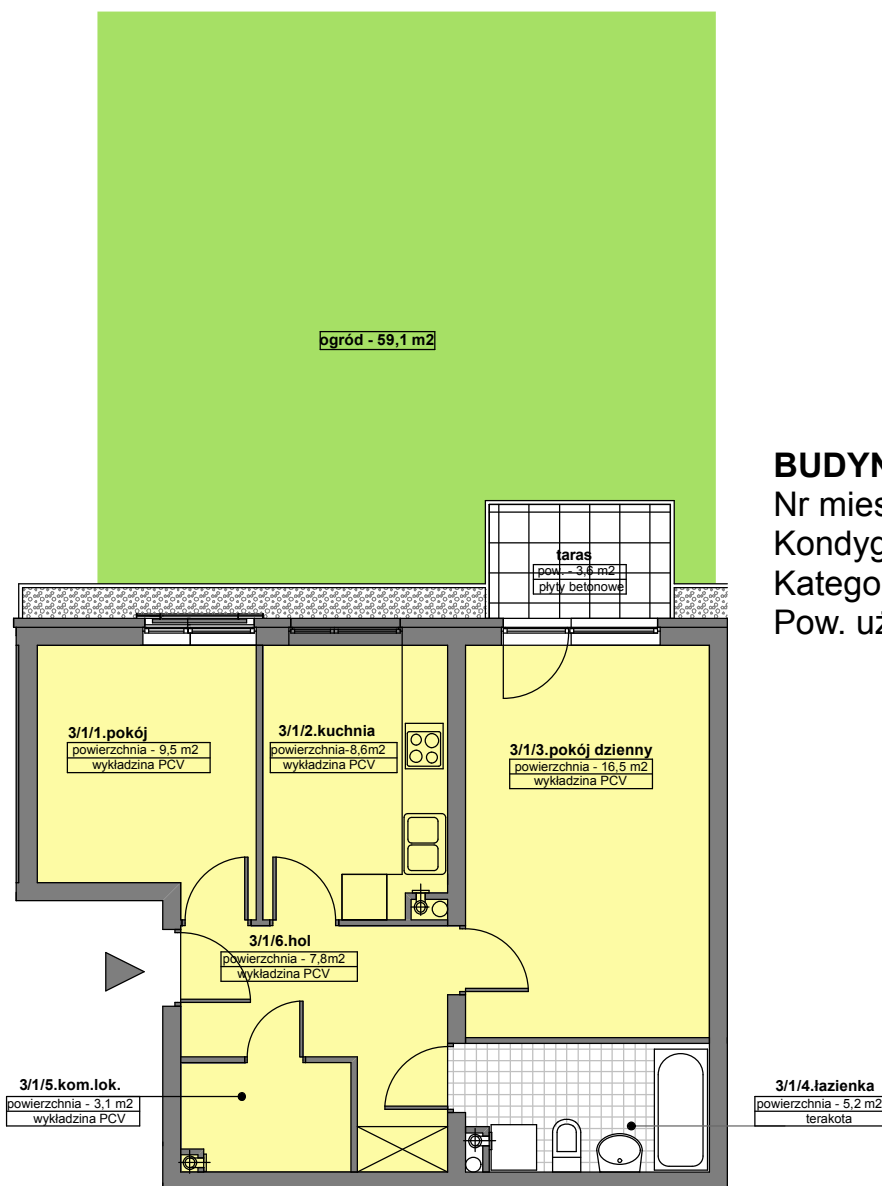 ogród - 59,1 m2
BUDYN
Nr mies
Kondyg
Katego
Pow. uż
taras
pow. - 3,6 m2
płyty betonowe
3/1/1.pokój
powierzchnia - 9,5 m2
wykładzina PCV
3/1/2.kuchnia
powierzchnia-8,6m2
wykładzina PCV
3/1/3.pokój dzienny
powierzchnia - 16,5 m2
wykładzina PCV
3/1/6.hol
powierzchnia - 7,8m2
wykładzina PCV
3/1/5.kom.lok.
powierzchnia - 3,1 m2
wykładzina PCV
3/1/4.łazienka
powierzchnia - 5,2 m2
terakota